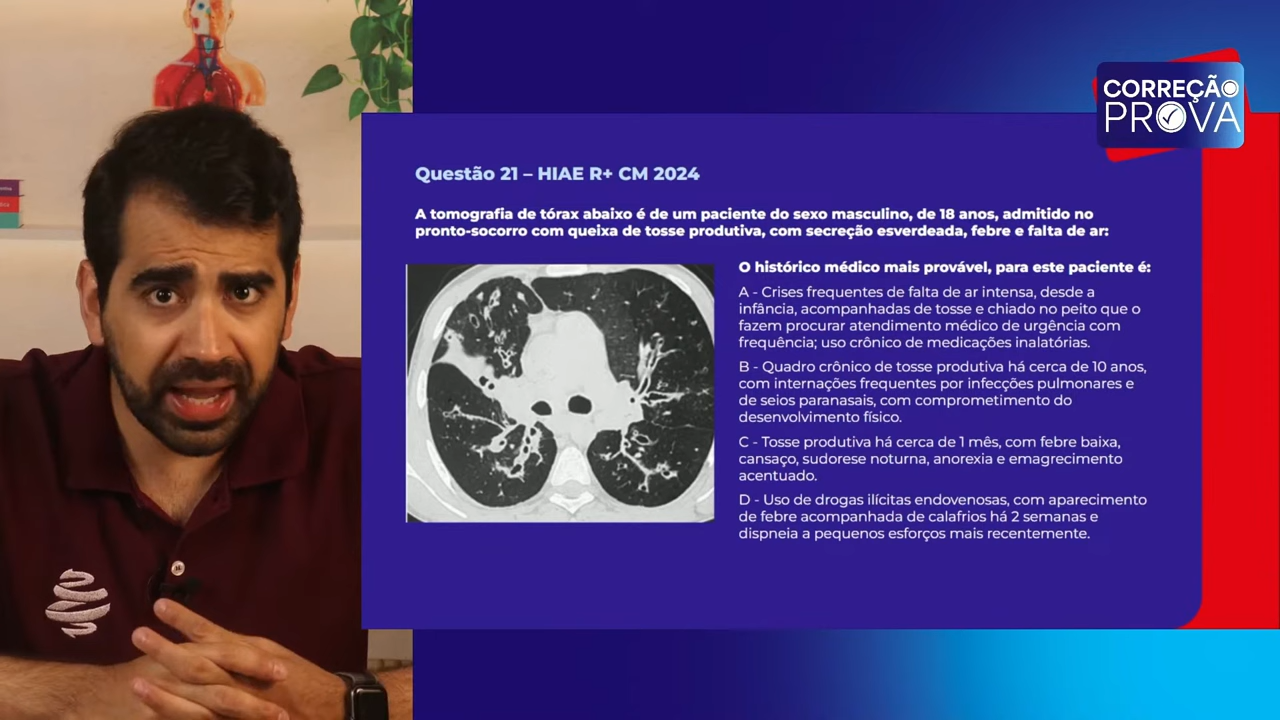 CORREÇÃO
PROVA
Questão 21 – HIAE R+ CM 2024
A tomografia de tórax abaixo é de um paciente do sexo masculino, de 18 anos, admitido no
pronto-socorro com queixa de tosse produtiva, com secreção esverdeada, febre e falta de ar:
O histórico médico mais provável, para este paciente é:
A - Crises frequentes de falta de ar intensa, desde a
infância, acompanhadas de tosse e chiado no peito que o
fazem procurar atendimento médico de urgência com
frequência; uso crônico de medicações inalatórias.
B - Quadro crônico de tosse produtiva há cerca de 10 anos,
com internações frequentes por infecções pulmonares e
de seios paranasais, com comprometimento do
desenvolvimento físico.
C - Tosse produtiva há cerca de 1 mês, com febre baixa,
cansaço, sudorese noturna, anorexia e emagrecimento
acentuado.
D - Uso de drogas ilícitas endovenosas, com aparecimento
de febre acompanhada de calafrios há 2 semanas e
dispneia a pequenos esforços mais recentemente.